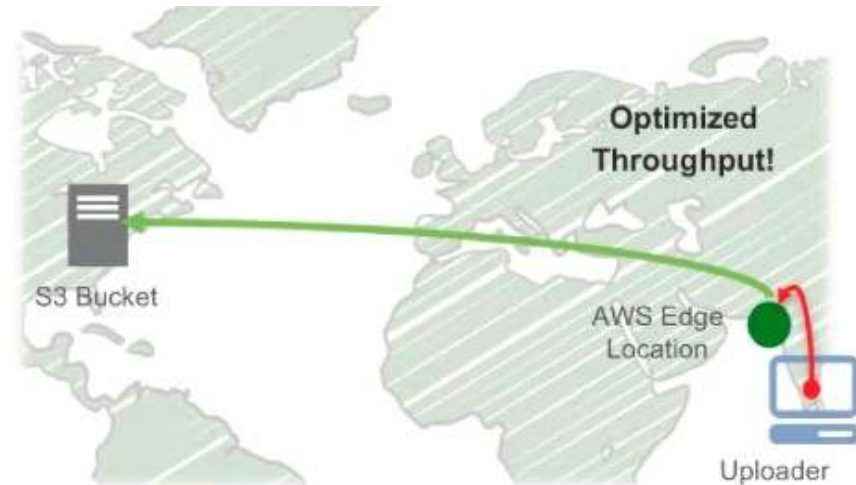 Optimized
Throughput!
S3 Bucket
AWS Edge
Location
Uploader